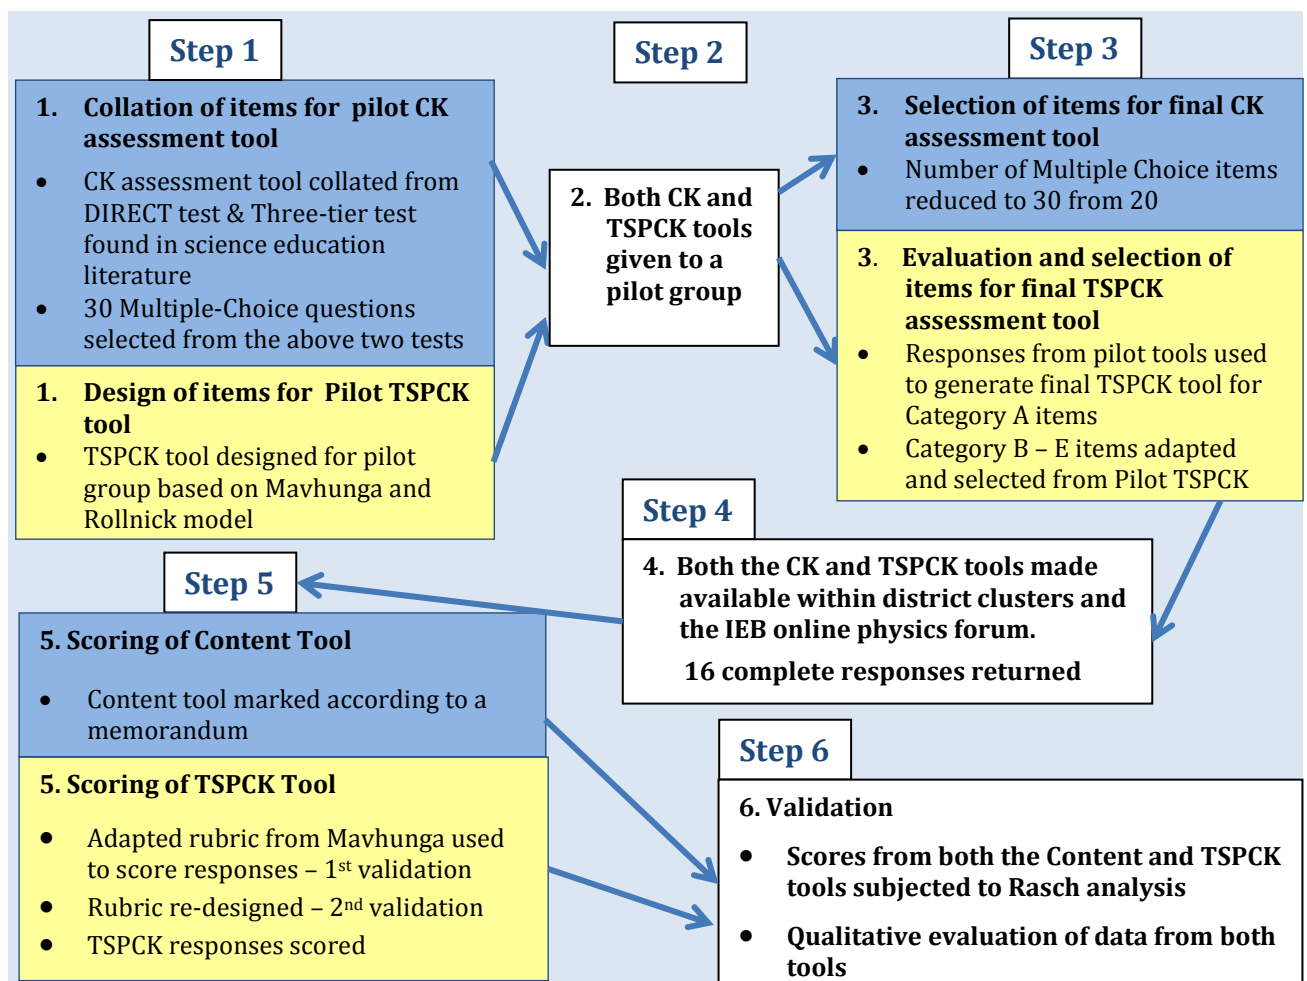 Step 1
1. Collation of items for pilot CK
assessment tool
• CK assessment tool collated from
DIRECT test & Three-tier test
found in science education
literature
• 30 Multiple-Choice questions
selected from the above two tests
1. Design of items for Pilot TSPCK
tool
• TSPCK tool designed for pilot
group based on Mavhunga and
Rollnick model
Step 2
2. Both CK and
TSPCK tools
given to a
pilot group
Step 3
3. Selection of items for final CK
assessment tool
• Number of Multiple Choice items
reduced to 30 from 20
3. Evaluation and selection of
items for final TSPCK
assessment tool
• Responses from pilot tools used
to generate final TSPCK tool for
Category A items
• Category B – E items adapted
and selected from Pilot TSPCK
Step 4
4. Both the CK and TSPCK tools made
available within district clusters and
the IEB online physics forum.
16 complete responses returned
Step 5
5. Scoring of Content Tool
• Content tool marked according to a
memorandum
5. Scoring of TSPCK Tool
• Adapted rubric from Mavhunga used
to score responses – 1st validation
• Rubric re-designed – 2nd validation
• TSPCK responses scored
Step 6
6. Validation
• Scores from both the Content and TSPCK
tools subjected to Rasch analysis
• Qualitative evaluation of data from both
tools